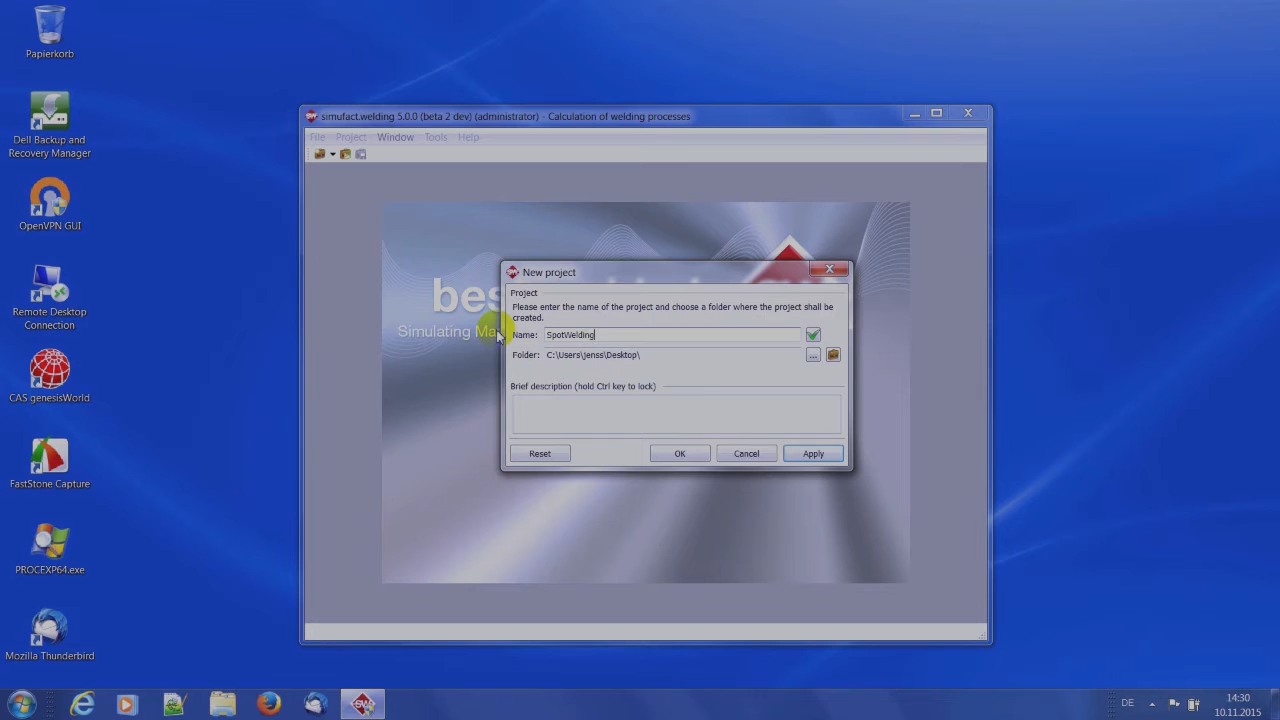 Papierkorb
Dell Backup and
Recovery Manager
OpenVPN GUI
Remote Desktop
Connection
CAS genesisWorld
FastStone Capture
PROCEXP64.exe
Mozilla Thunderbird
simufact.welding 5.0.0 (beta 2 dev) (administrator) - Calculation of welding processes
File Project Window Tools Help
bes
Simulating Ma
New project
Project
Please enter the name of the project and choose a folder where the project shall be
created.
Name: SpotWelding
Folder: C:\Users\jenss\Desktop\
...
Brief description (hold Ctrl key to lock)
Reset OK Cancel Apply
SW
DE
14:30
10.11.2015